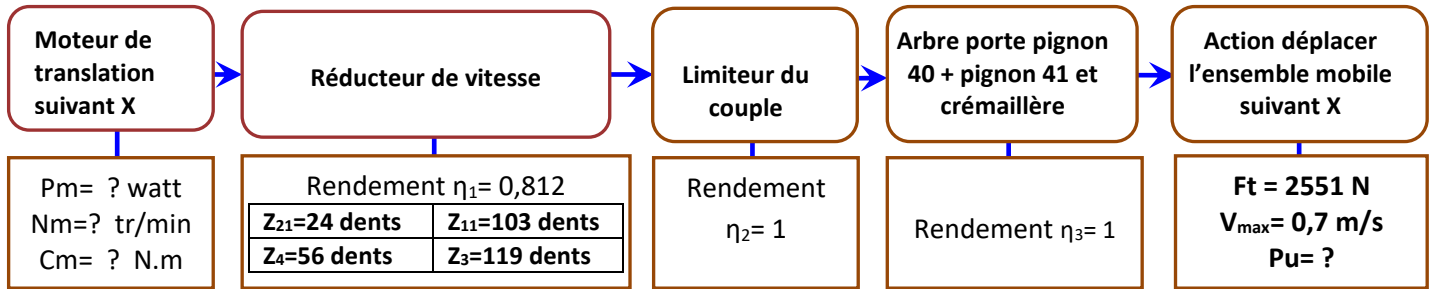 Moteur de
translation
suivant X
Réducteur de vitesse
Limiteur du
couple
Arbre porte pignon
40 + pignon 41 et
crémaillère
Action déplacer
l’ensemble mobile
suivant X
Pm= ? watt
Nm=? tr/min
Cm= ? N.m
Rendement η₁= 0,812
Z₂₁=24 dents Z₁₁=103 dents
Z₄=56 dents Z₃=119 dents
Rendement
η₂= 1
Rendement η₃= 1
Ft = 2551 N
Vₘₐₓ= 0,7 m/s
Pu= ?